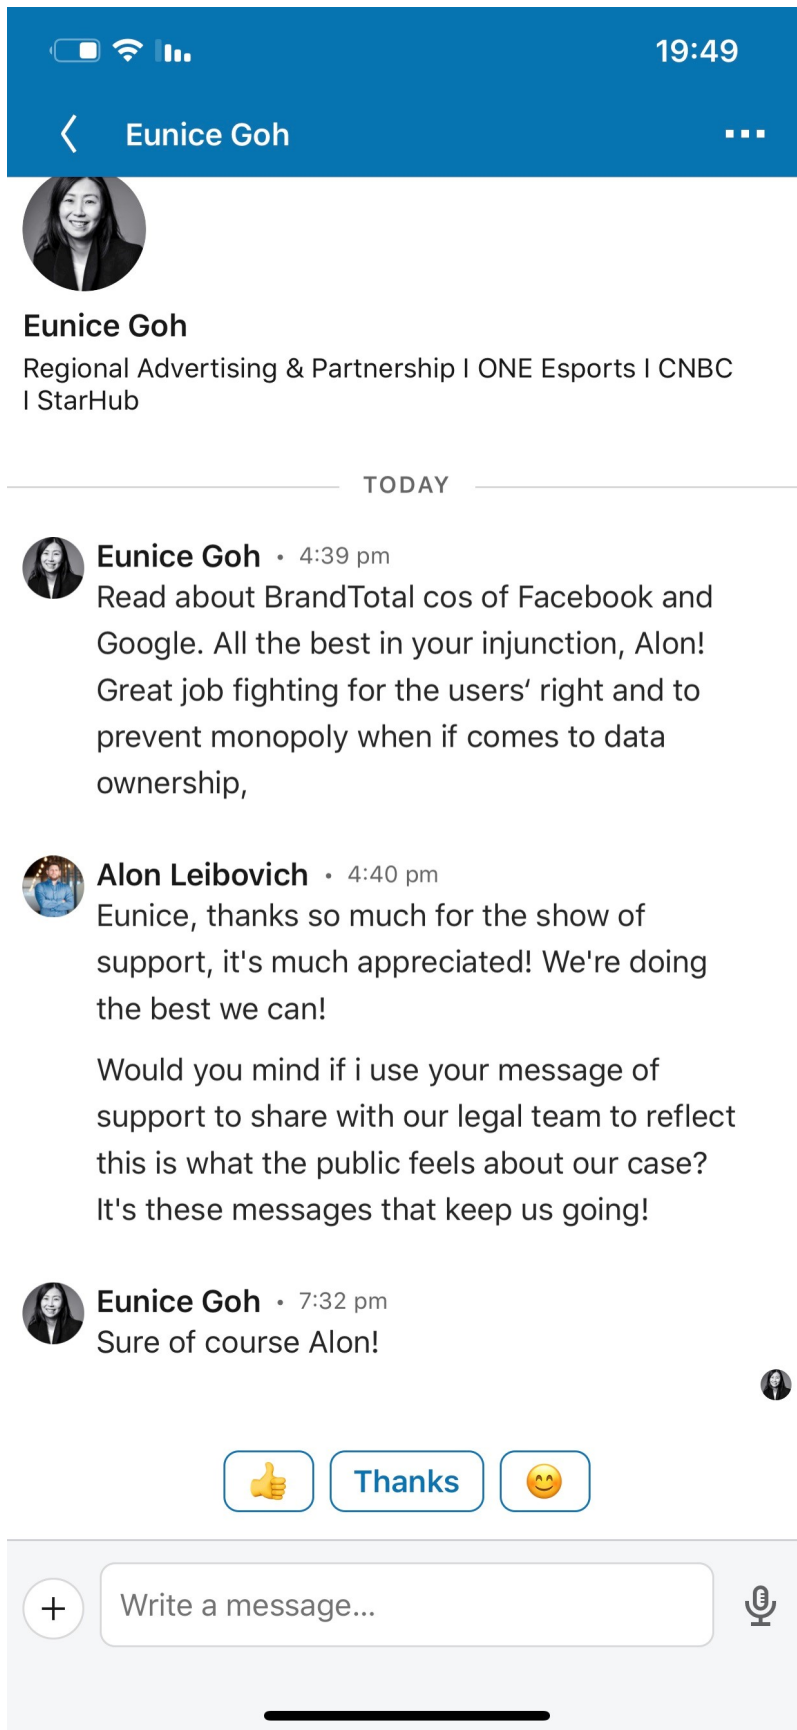 19:49
Eunice Goh
Eunice Goh
Regional Advertising & Partnership I ONE Esports I CNBC
I StarHub
TODAY
Eunice Goh • 4:39 pm
Read about BrandTotal cos of Facebook and
Google. All the best in your injunction, Alon!
Great job fighting for the users’ right and to
prevent monopoly when if comes to data
ownership,
Alon Leibovich • 4:40 pm
Eunice, thanks so much for the show of
support, it's much appreciated! We're doing
the best we can!
Would you mind if i use your message of
support to share with our legal team to reflect
this is what the public feels about our case?
It's these messages that keep us going!
Eunice Goh • 7:32 pm
Sure of course Alon!
👍 Thanks 😊
Write a message...